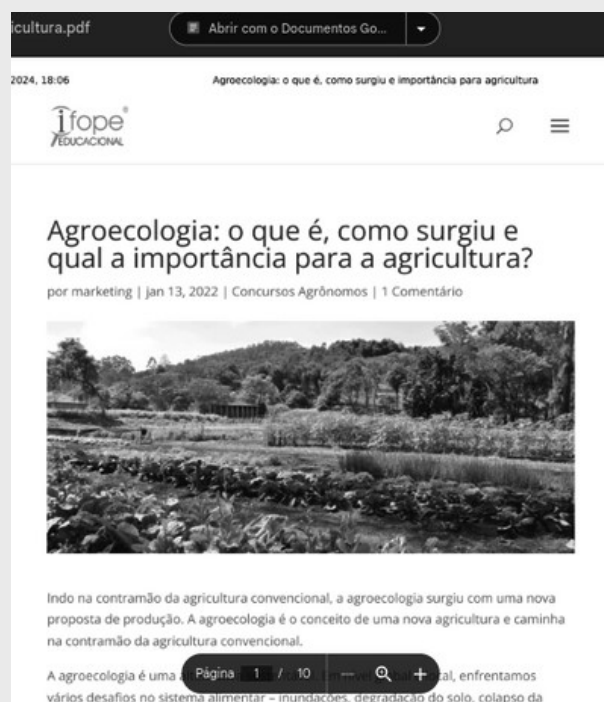 icultura.pdf
Abrir com o Documentos Go...
2024, 18:06
Agroecologia: o que é, como surgiu e importância para agricultura
ifope
EDUCACIONAL
Agroecologia: o que é, como surgiu e
qual a importância para a agricultura?
por marketing | jan 13, 2022 | Concursos Agrônomos | 1 Comentário
Indo na contramão da agricultura convencional, a agroecologia surgiu com uma nova
proposta de produção. A agroecologia é o conceito de uma nova agricultura e caminha
na contramão da agricultura convencional.
A agroecologia é uma
enfrentamos
Página 1 / 10
vários desafios no sistema alimentar – inundações, degradação do solo, colapso da